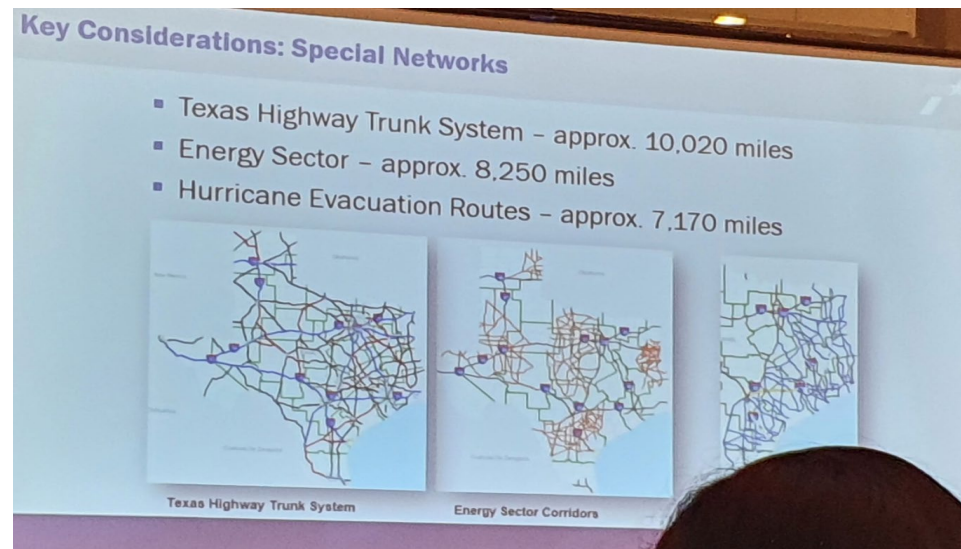 Key Considerations: Special Networks
▪ Texas Highway Trunk System – approx. 10,020 miles
▪ Energy Sector – approx. 8,250 miles
▪ Hurricane Evacuation Routes – approx. 7,170 miles
Texas Highway Trunk System
Energy Sector Corridors